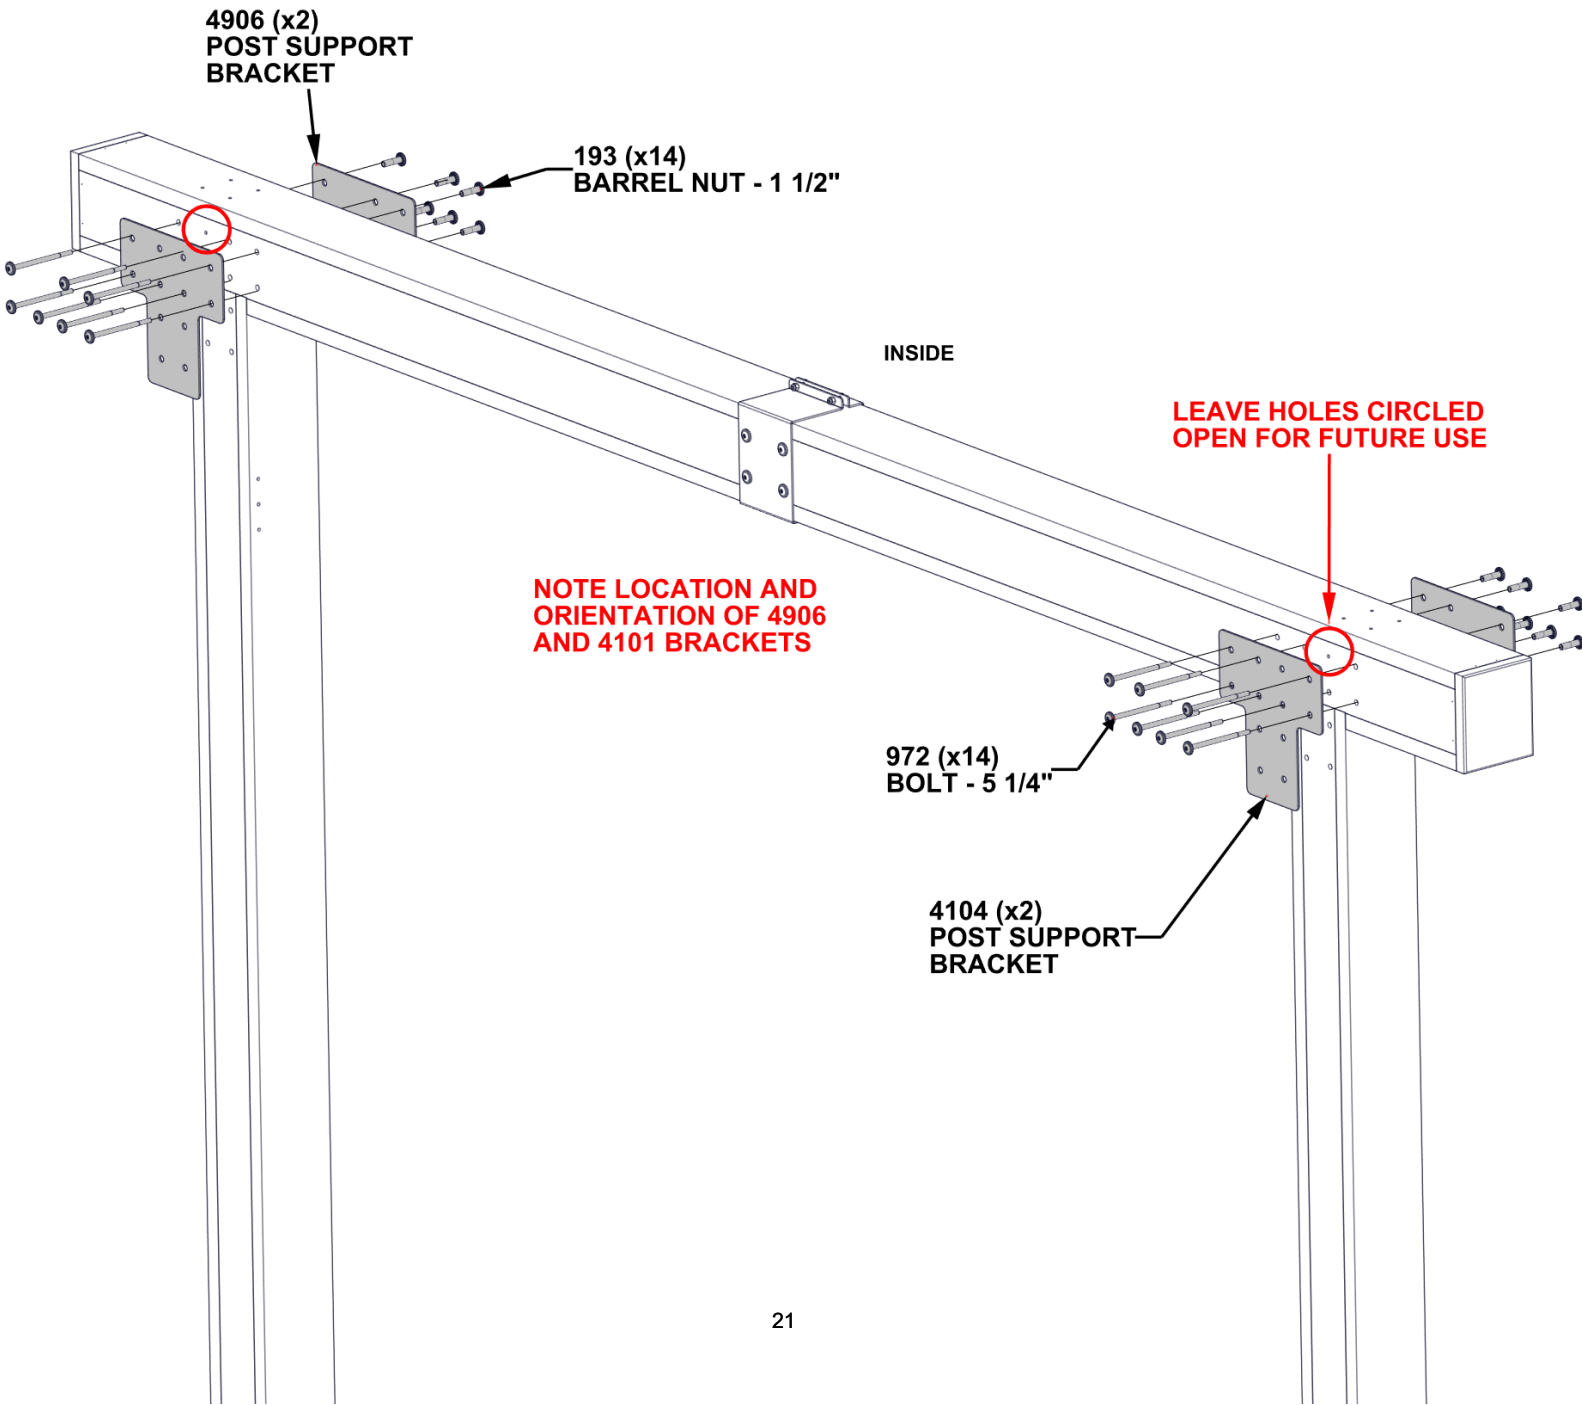 4906 (x2)
POST SUPPORT
BRACKET
193 (x14)
BARREL NUT - 1 1/2"
INSIDE
LEAVE HOLES CIRCLED
OPEN FOR FUTURE USE
NOTE LOCATION AND
ORIENTATION OF 4906
AND 4101 BRACKETS
972 (x14)
BOLT - 5 1/4"
4104 (x2)
POST SUPPORT
BRACKET
21